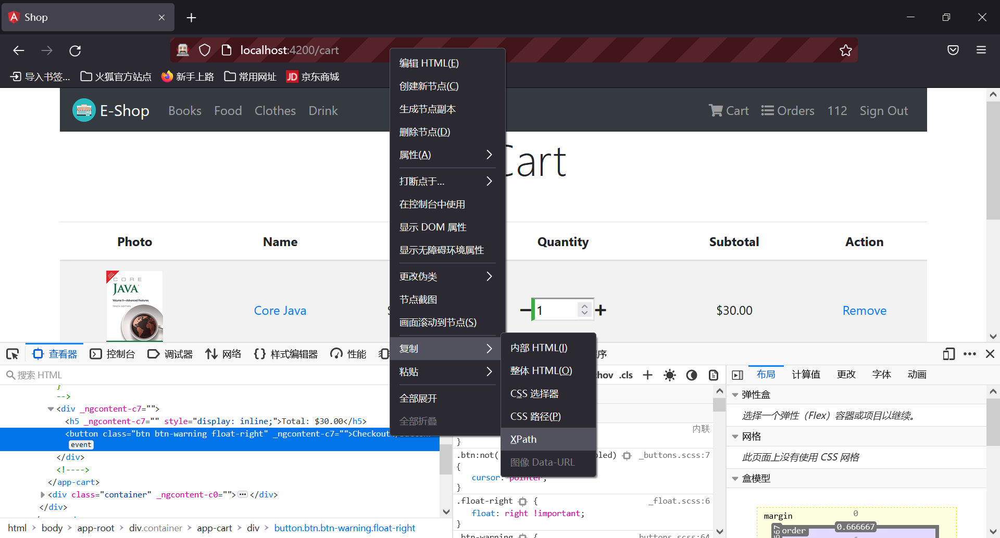 Shop
localhost:4200/cart
导入书签... 火狐官方站点 新手上路 常用网址 JD 京东商城
E-Shop Books Food Clothes Drink Cart Orders 112 Sign Out
Cart
Photo Name Quantity Subtotal Action
CORE
JAVA
Volume II—Advanced Features
TENTH EDITION
Core Java 1 $30.00 Remove
编辑 HTML(E)
创建新节点(C)
生成节点副本
删除节点(D)
属性(A)
打断点于...
在控制台中使用
显示 DOM 属性
显示无障碍环境属性
更改伪类
节点截图
画面滚动到节点(S)
复制
粘贴
全部展开
全部折叠
内部 HTML(I)
整体 HTML(O)
CSS 选择器
CSS 路径(P)
XPath
图像 Data-URL
查看器 控制台 调试器 网络 {} 样式编辑器 性能 程序
搜索 HTML
}
-->
<div _ngcontent-c7="">
<h5 _ngcontent-c7="" style="display: inline;">Total: $30.00</h5>
<button class="btn btn-warning float-right" _ngcontent-c7="">Checkout
event
</div>
<!---->
</app-cart>
<div class="container" _ngcontent-c0="">···</div>
</div>
html body app-root div.container app-cart div button.btn.btn-warning.float-right
:hov .cls
内联
}
.btn:not( bled) _buttons.scss:7
{
cursor: pointer;
}
.float-right { _float.scss:6
float: right !important;
}
.btn-warning { _buttons.scss:64
布局 计算值 更改 字体 动画
弹性盒
选择一个弹性（Flex）容器或项目以继续。
网格
此页面上没有使用 CSS 网格
盒模型
margin 0
order 0.666667